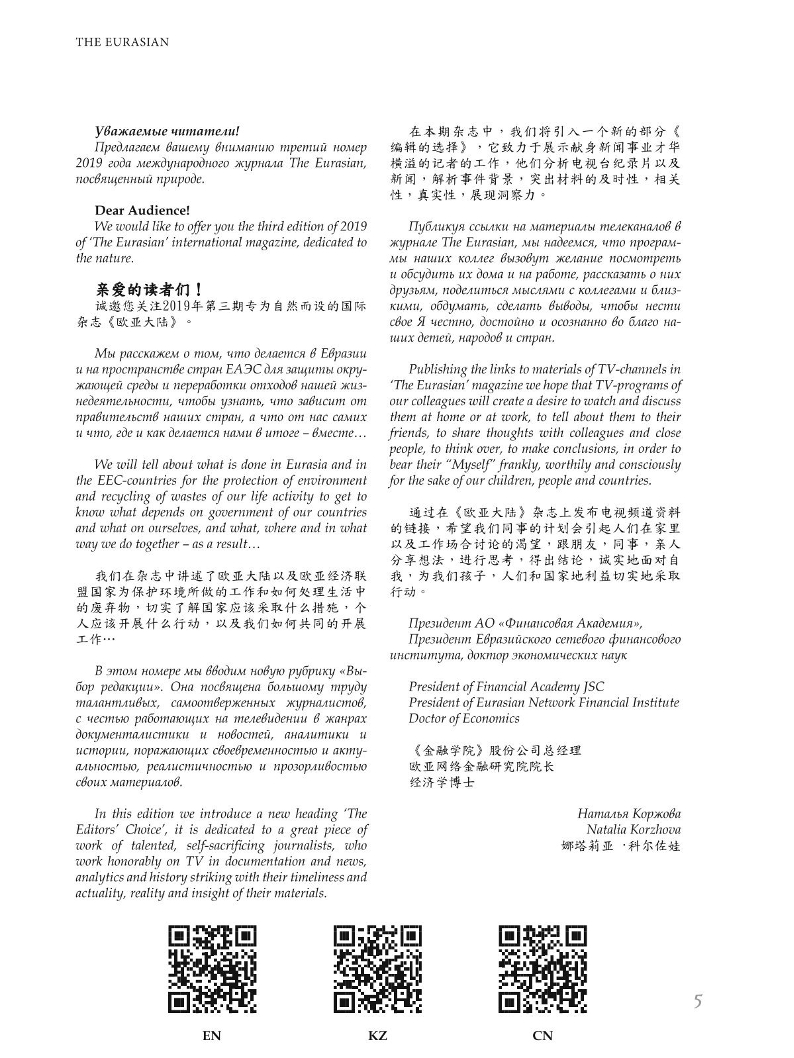 THE EURASIAN
Уважаемые читатели!
Предлагаем вашему вниманию третий номер
2019 года международного журнала The Eurasian,
посвященный природе.
Dear Audience!
We would like to offer you the third edition of 2019
of ‘The Eurasian’ international magazine, dedicated to
the nature.
亲爱的读者们！
诚邀您关注2019年第三期专为自然而设的国际
杂志《欧亚大陆》。
Мы расскажем о том, что делается в Евразии
и на пространстве стран ЕАЭС для защиты окру-
жающей среды и переработки отходов нашей жиз-
недеятельности, чтобы узнать, что зависит от
правительств наших стран, а что от нас самих
и что, где и как делается нами в итоге – вместе…
We will tell about what is done in Eurasia and in
the EEC-countries for the protection of environment
and recycling of wastes of our life activity to get to
know what depends on government of our countries
and what on ourselves, and what, where and in what
way we do together – as a result…
我们在杂志中讲述了欧亚大陆以及欧亚经济联
盟国家为保护环境所做的工作和如何处理生活中
的废弃物，切实了解国家应该采取什么措施，个
人应该开展什么行动，以及我们如何共同的开展
工作…
В этом номере мы вводим новую рубрику «Вы-
бор редакции». Она посвящена большому труду
талантливых, самоотверженных журналистов,
с честью работающих на телевидении в жанрах
документалистики и новостей, аналитики и
истории, поражающих своевременностью и акту-
альностью, реалистичностью и прозорливостью
своих материалов.
In this edition we introduce a new heading ‘The
Editors’ Choice’, it is dedicated to a great piece of
work of talented, self-sacrificing journalists, who
work honorably on TV in documentation and news,
analytics and history striking with their timeliness and
actuality, reality and insight of their materials.
在本期杂志中，我们将引入一个新的部分《
编辑的选择》，它致力于展示献身新闻事业才华
横溢的记者的工作，他们分析电视台纪录片以及
新闻，解析事件背景，突出材料的及时性，相关
性，真实性，展现洞察力。
Публикуя ссылки на материалы телеканалов в
журнале The Eurasian, мы надеемся, что програм-
мы наших коллег вызовут желание посмотреть
и обсудить их дома и на работе, рассказать о них
друзьям, поделиться мыслями с коллегами и близ-
кими, обдумать, сделать выводы, чтобы нести
свое Я честно, достойно и осознанно во благо на-
ших детей, народов и стран.
Publishing the links to materials of TV-channels in
‘The Eurasian’ magazine we hope that TV-programs of
our colleagues will create a desire to watch and discuss
them at home or at work, to tell about them to their
friends, to share thoughts with colleagues and close
people, to think over, to make conclusions, in order to
bear their “Myself” frankly, worthily and consciously
for the sake of our children, people and countries.
通过在《欧亚大陆》杂志上发布电视频道资料
的链接，希望我们同事的计划会引起人们在家里
以及工作场合讨论的渴望，跟朋友，同事，亲人
分享想法，进行思考，得出结论，诚实地面对自
我，为我们孩子，人们和国家地利益切实地采取
行动。
Президент АО «Финансовая Академия»,
Президент Евразийского сетевого финансового
института, доктор экономических наук
President of Financial Academy JSC
President of Eurasian Network Financial Institute
Doctor of Economics
《金融学院》股份公司总经理
欧亚网络金融研究院院长
经济学博士
Наталья Коржова
Natalia Korzhova
娜塔莉亚 ·科尔佐娃
EN
KZ
CN
5